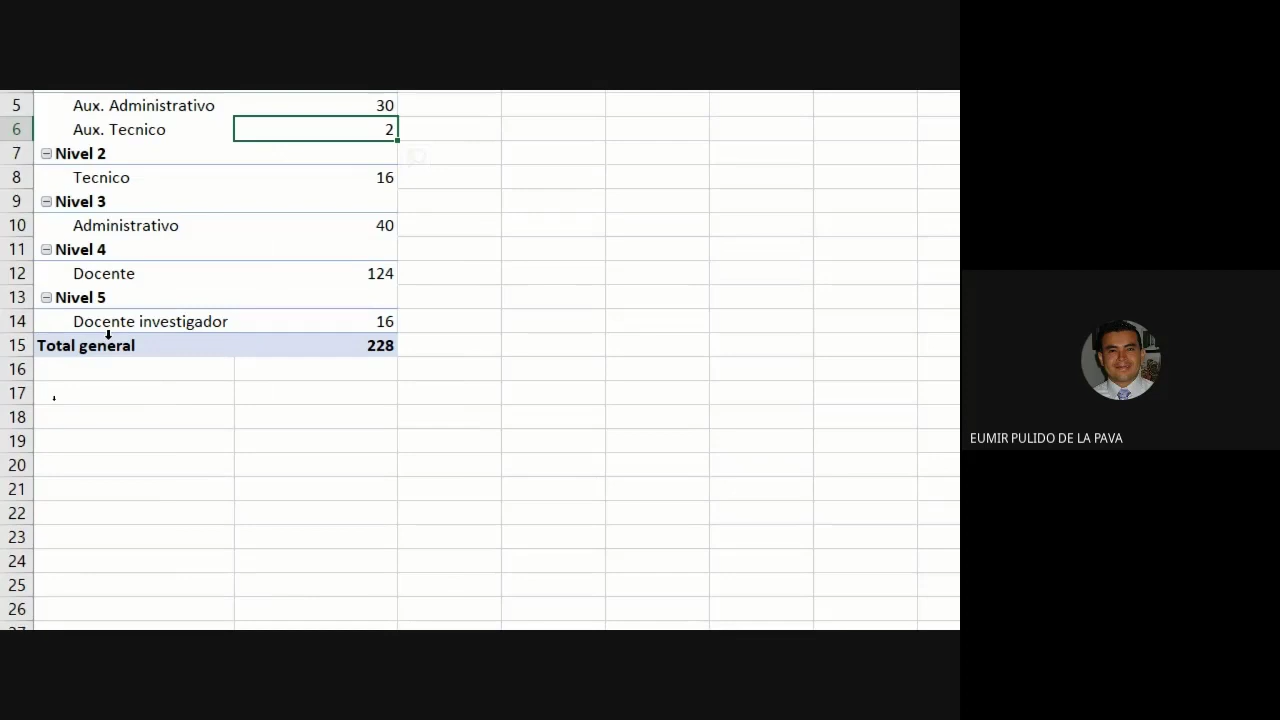 5 Aux. Administrativo 30
6 Aux. Tecnico 2
7 Nivel 2
8 Tecnico 16
9 Nivel 3
10 Administrativo 40
11 Nivel 4
12 Docente 124
13 Nivel 5
14 Docente investigador 16
15 Total general 228
16
17
18
19
20
21
22
23
24
25
26
EUMIR PULIDO DE LA PAVA